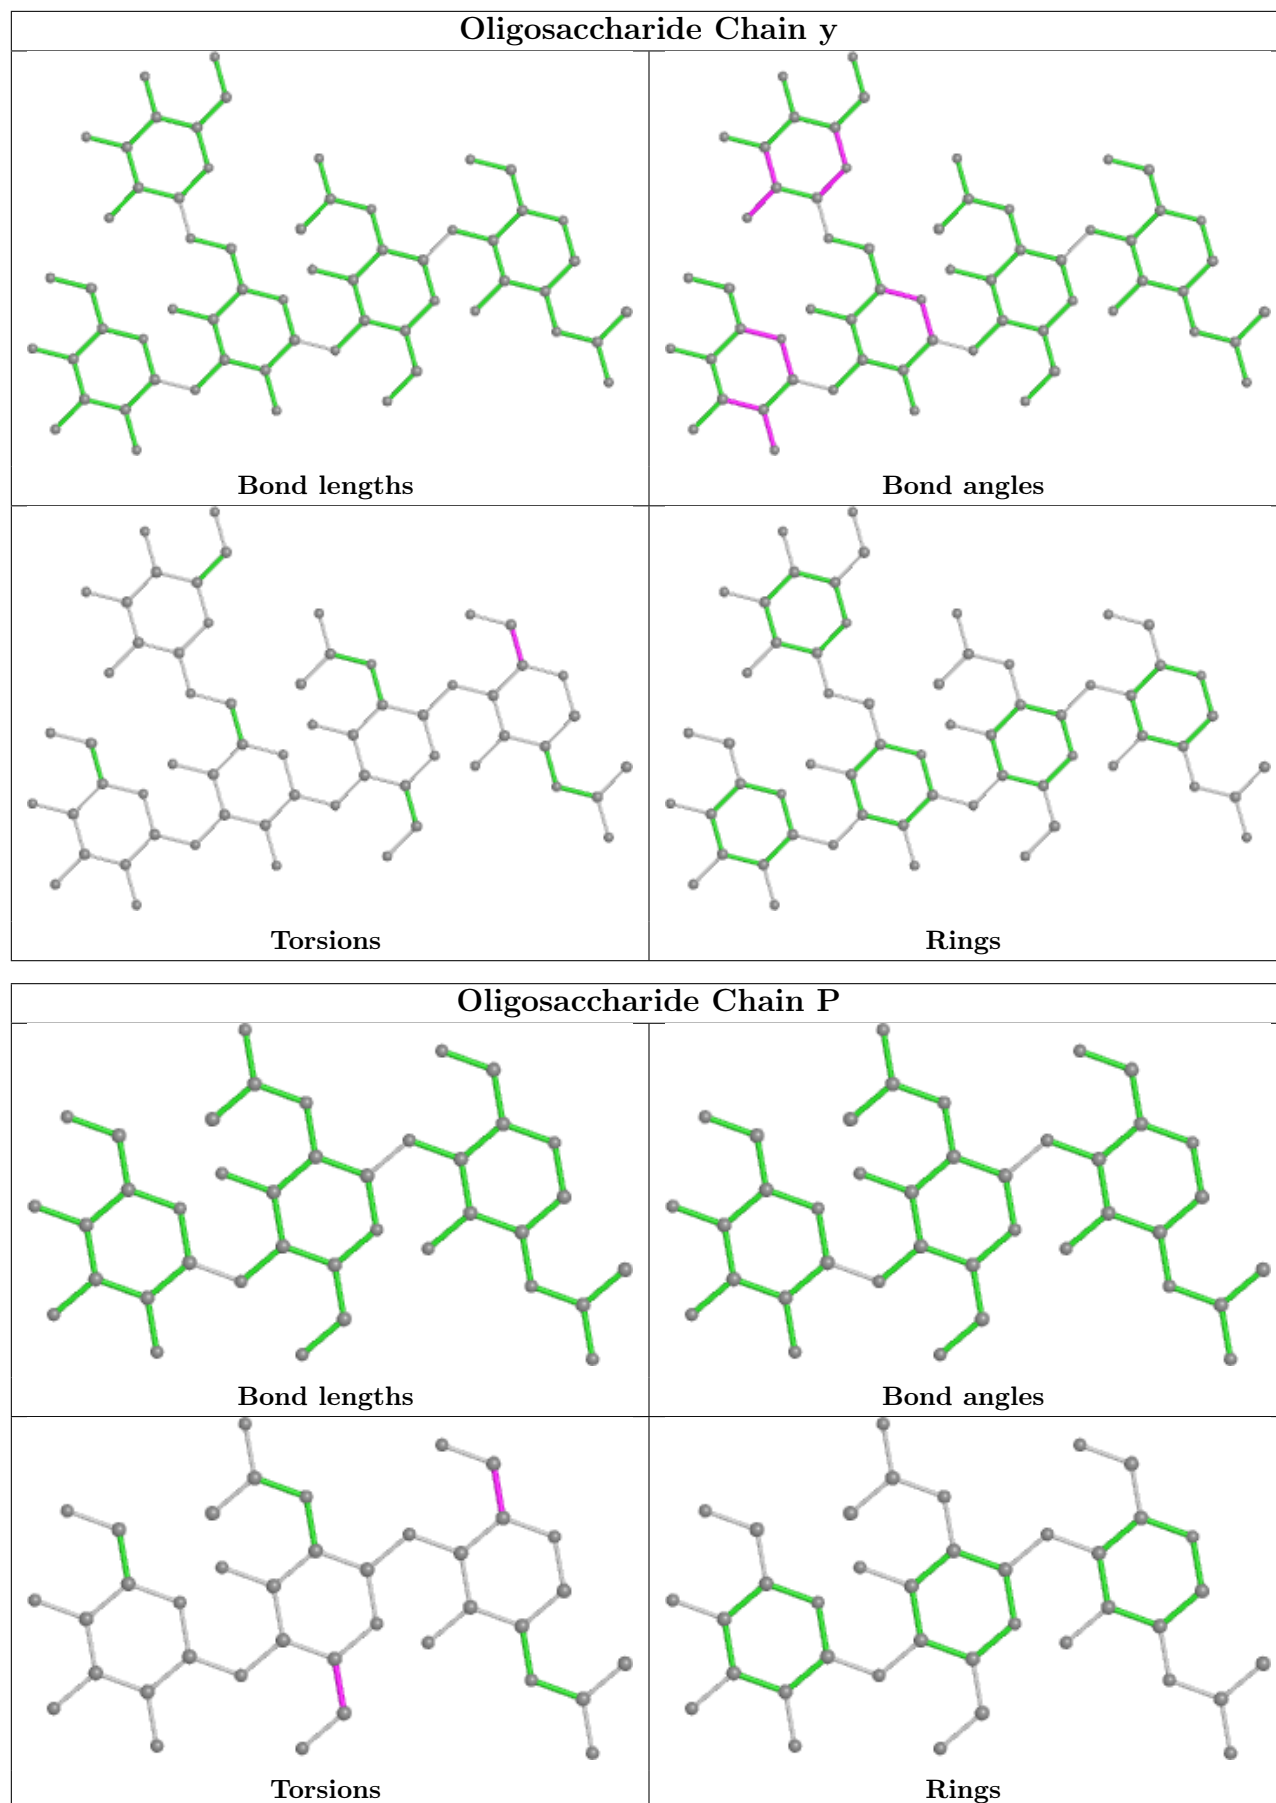 Oligosaccharide Chain y
Bond lengths
Bond angles
Torsions
Rings
Oligosaccharide Chain P
Bond lengths
Bond angles
Torsions
Rings